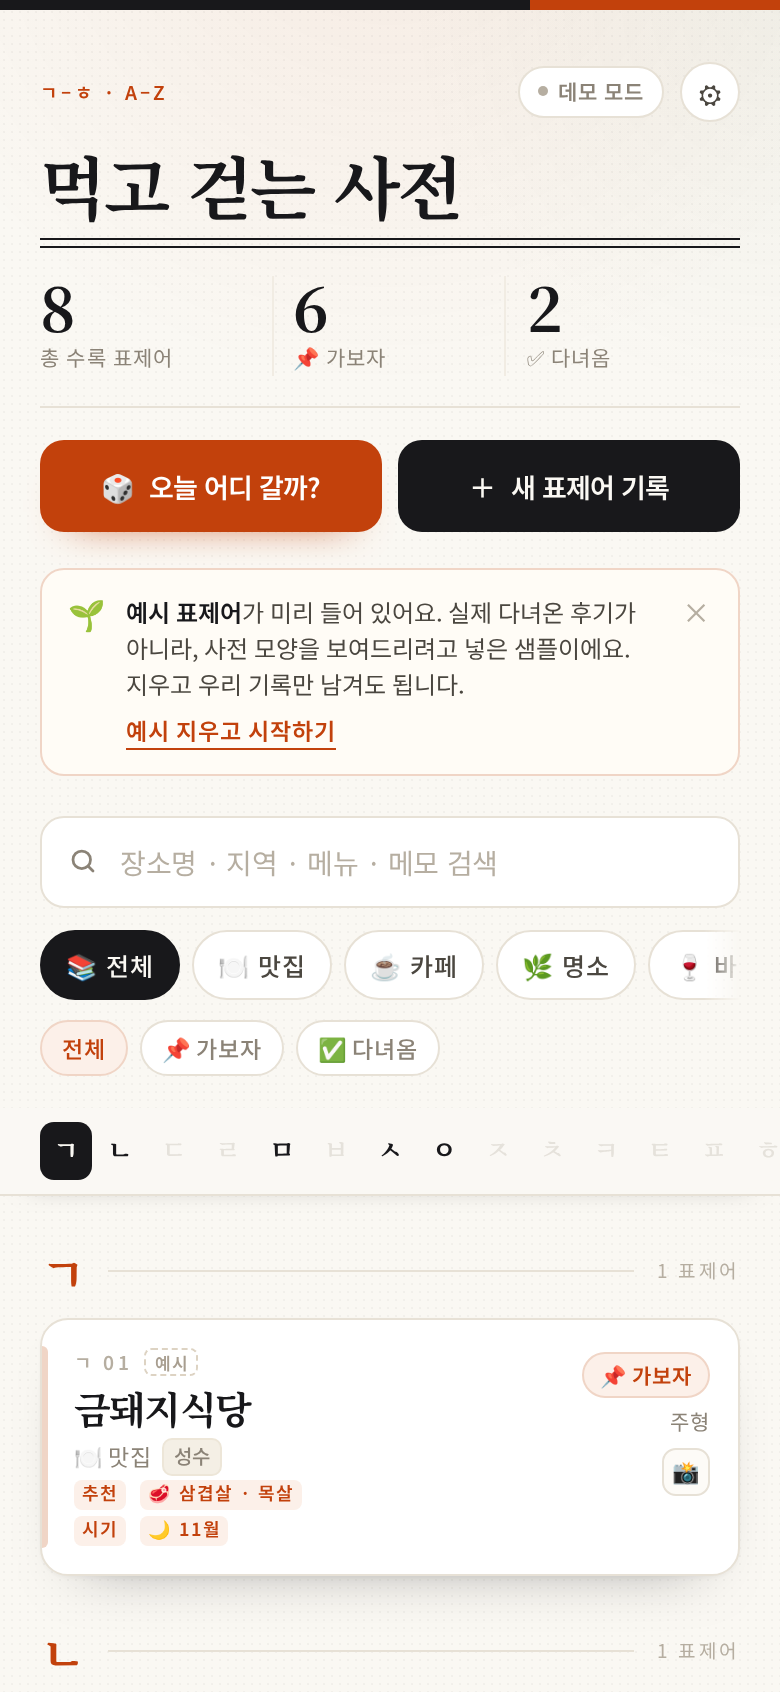 ㄱ–ㅎ · A–Z
데모 모드
먹고 걷는 사전
8
총 수록 표제어
6
📌 가보자
2
✅ 다녀옴
🎲 오늘 어디 갈까?
＋ 새 표제어 기록
예시 표제어가 미리 들어 있어요. 실제 다녀온 후기가
아니라, 사전 모양을 보여드리려고 넣은 샘플이에요.
지우고 우리 기록만 남겨도 됩니다.
예시 지우고 시작하기
장소명 · 지역 · 메뉴 · 메모 검색
📚 전체 🍽️ 맛집 ☕ 카페 🌿 명소 🍷 바
전체 📌 가보자 ✅ 다녀옴
ㄱ ㄴ ㄷ ㄹ ㅁ ㅂ ㅅ ㅇ ㅈ ㅊ ㅋ ㅌ ㅍ ㅎ
ㄱ 1 표제어
ㄱ 01 예시
📌 가보자
금돼지식당
주형
🍽️ 맛집 성수
추천 🥩 삼겹살 · 목살
시기 🌙 11월
ㄴ 1 표제어